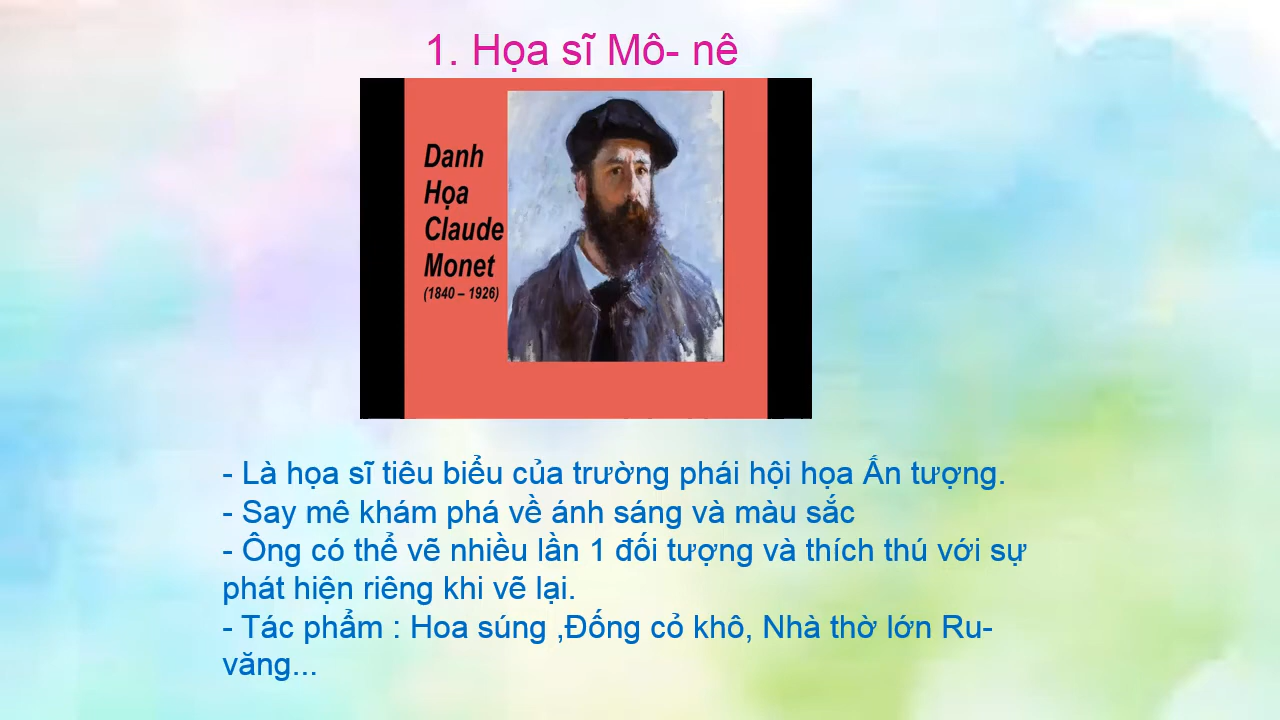 1. Họa sĩ Mô- nê
Danh
Họa
Claude
Monet
(1840 – 1926)
- Là họa sĩ tiêu biểu của trường phái hội họa Ấn tượng.
- Say mê khám phá về ánh sáng và màu sắc
- Ông có thể vẽ nhiều lần 1 đối tượng và thích thú với sự
phát hiện riêng khi vẽ lại.
- Tác phẩm : Hoa súng ,Đống cỏ khô, Nhà thờ lớn Ru-
văng...